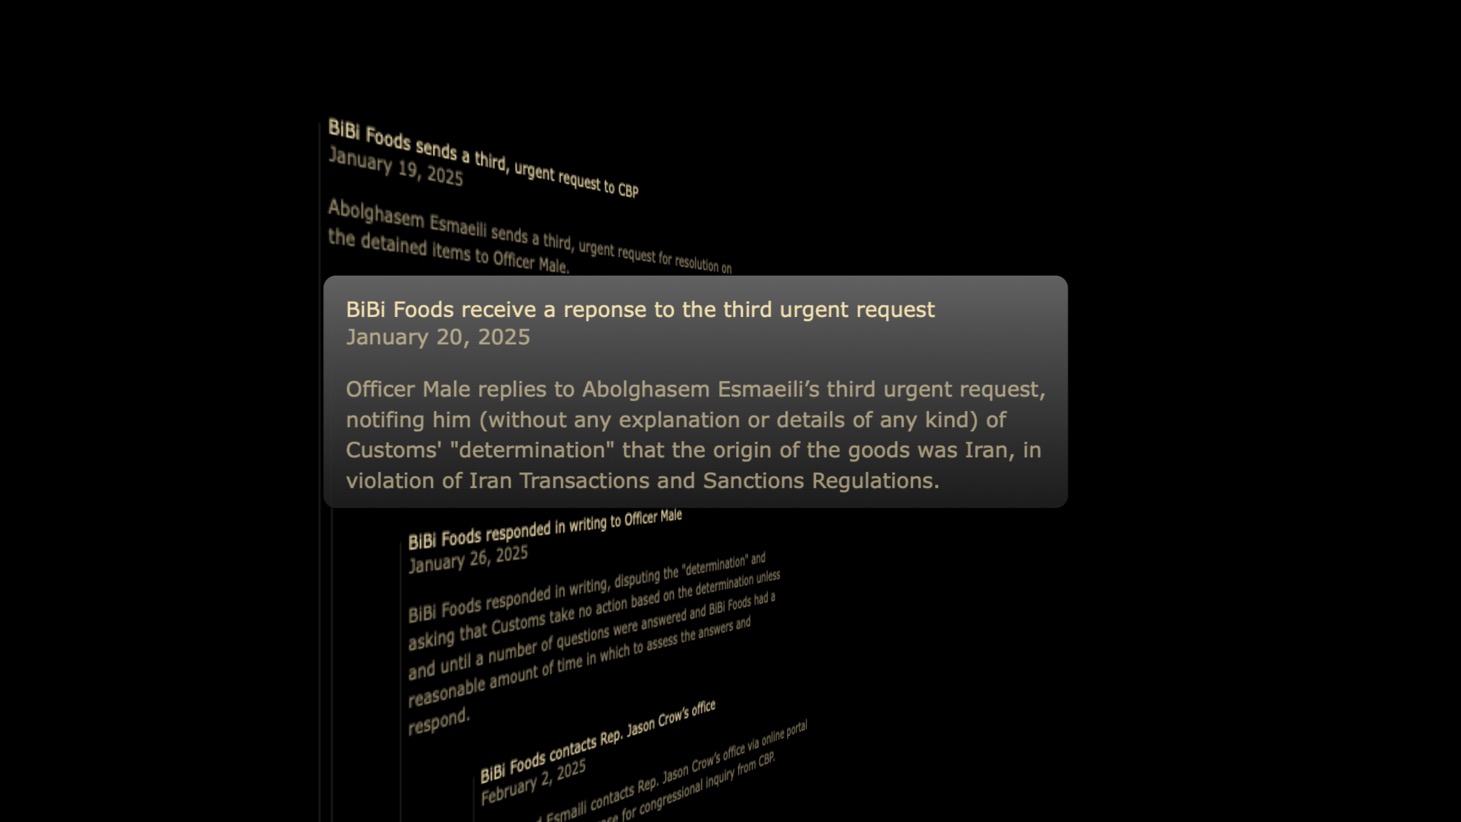 BiBi Foods sends a third, urgent request to CBP
January 19, 2025
Abolghasem Esmaeili sends a third, urgent request for resolution on
the detained items to Officer Male.
BiBi Foods receive a reponse to the third urgent request
January 20, 2025
Officer Male replies to Abolghasem Esmaeili’s third urgent request,
notifing him (without any explanation or details of any kind) of
Customs' "determination" that the origin of the goods was Iran, in
violation of Iran Transactions and Sanctions Regulations.
BiBi Foods responded in writing to Officer Male
January 26, 2025
BiBi Foods responded in writing, disputing the "determination" and
asking that Customs take no action based on the determination unless
and until a number of questions were answered and BiBi Foods had a
reasonable amount of time in which to assess the answers and
respond.
BiBi Foods contacts Rep. Jason Crow’s office
February 2, 2025
Esmaili contacts Rep. Jason Crow’s office via online portal
for congressional inquiry from CBP.